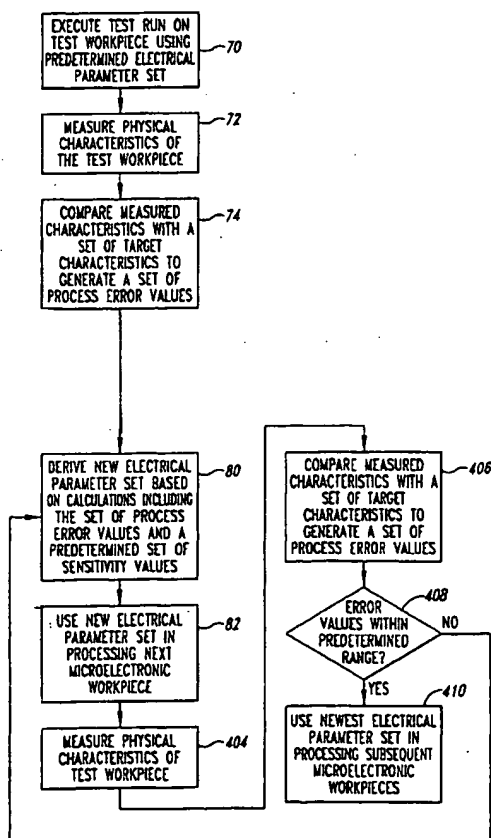 EXECUTE TEST RUN ON
TEST WORKPIECE USING
PREDETERMINED ELECTRICAL
PARAMETER SET
70
MEASURE PHYSICAL
CHARACTERISTICS OF
THE TEST WORKPIECE
72
COMPARE MEASURED
CHARACTERISTICS WITH A
SET OF TARGET
CHARACTERISTICS TO
GENERATE A SET OF
PROCESS ERROR VALUES
74
DERIVE NEW ELECTRICAL
PARAMETER SET BASED
ON CALCULATIONS INCLUDING
THE SET OF PROCESS
ERROR VALUES AND A
PREDETERMINED SET OF
SENSITIVITY VALUES
80
USE NEW ELECTRICAL
PARAMETER SET IN
PROCESSING NEXT
MICROELECTRONIC
WORKPIECE
82
MEASURE PHYSICAL
CHARACTERISTICS OF
TEST WORKPIECE
404
COMPARE MEASURED
CHARACTERISTICS WITH A
SET OF TARGET
CHARACTERISTICS TO
GENERATE A SET OF
PROCESS ERROR VALUES
406
ERROR
VALUES WITHIN
PREDETERMINED
RANGE?
408
NO
YES
410
USE NEWEST ELECTRICAL
PARAMETER SET IN
PROCESSING SUBSEQUENT
MICROELECTRONIC
WORKPIECES